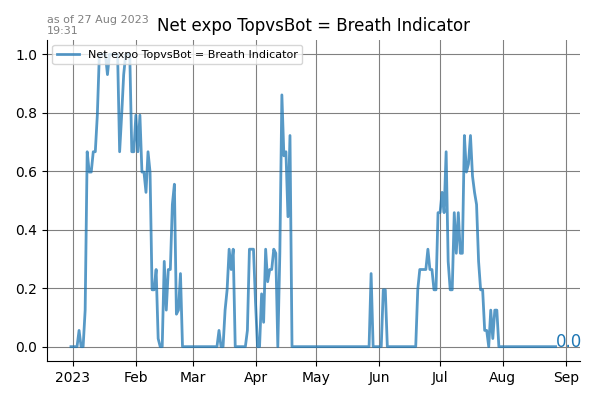 as of 27 Aug 2023
19:31
Net expo TopvsBot = Breath Indicator
Net expo TopvsBot = Breath Indicator
1.0
0.8
0.6
0.4
0.2
0.0
0.0
2023 Feb Mar Apr May Jun Jul Aug Sep